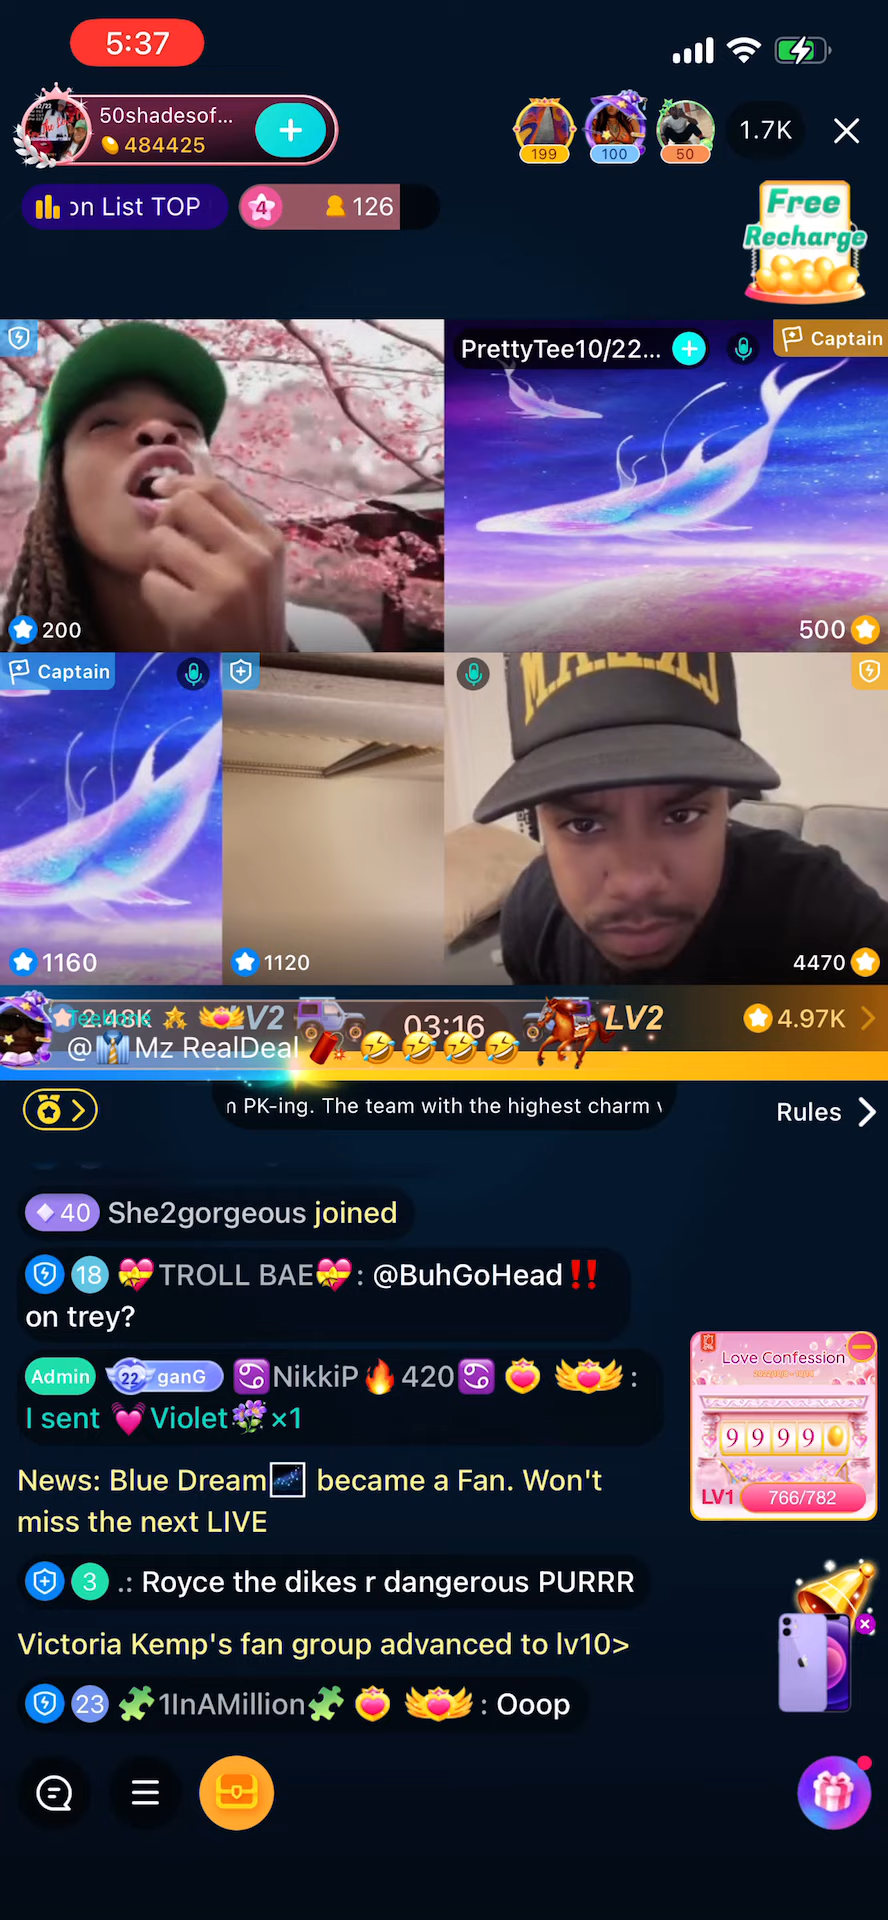 5:37
50shadesof...
484425
199
100
50
1.7K
on List TOP
4
126
Free
Recharge
PrettyTee10/22...
Captain
200
500
Captain
1160
1120
4470
2.48K
Teebone
LV2
03:16
LV2
4.97K
@👔Mz RealDeal🧨🤣🤣🤣🤣
n PK-ing. The team with the highest charm
Rules
40 She2gorgeous joined
18 💝TROLL BAE💝: @BuhGoHead‼️
on trey?
Admin 22 ganG ♋NikkiP🔥420♋ :
I sent 💓Violet💐×1
News: Blue Dream🌌 became a Fan. Won't
miss the next LIVE
3 .: Royce the dikes r dangerous PURRR
Victoria Kemp's fan group advanced to lv10>
23 🧩1InAMillion🧩 : Ooop
Love Confession
9 9 9 9
LV1 766/782